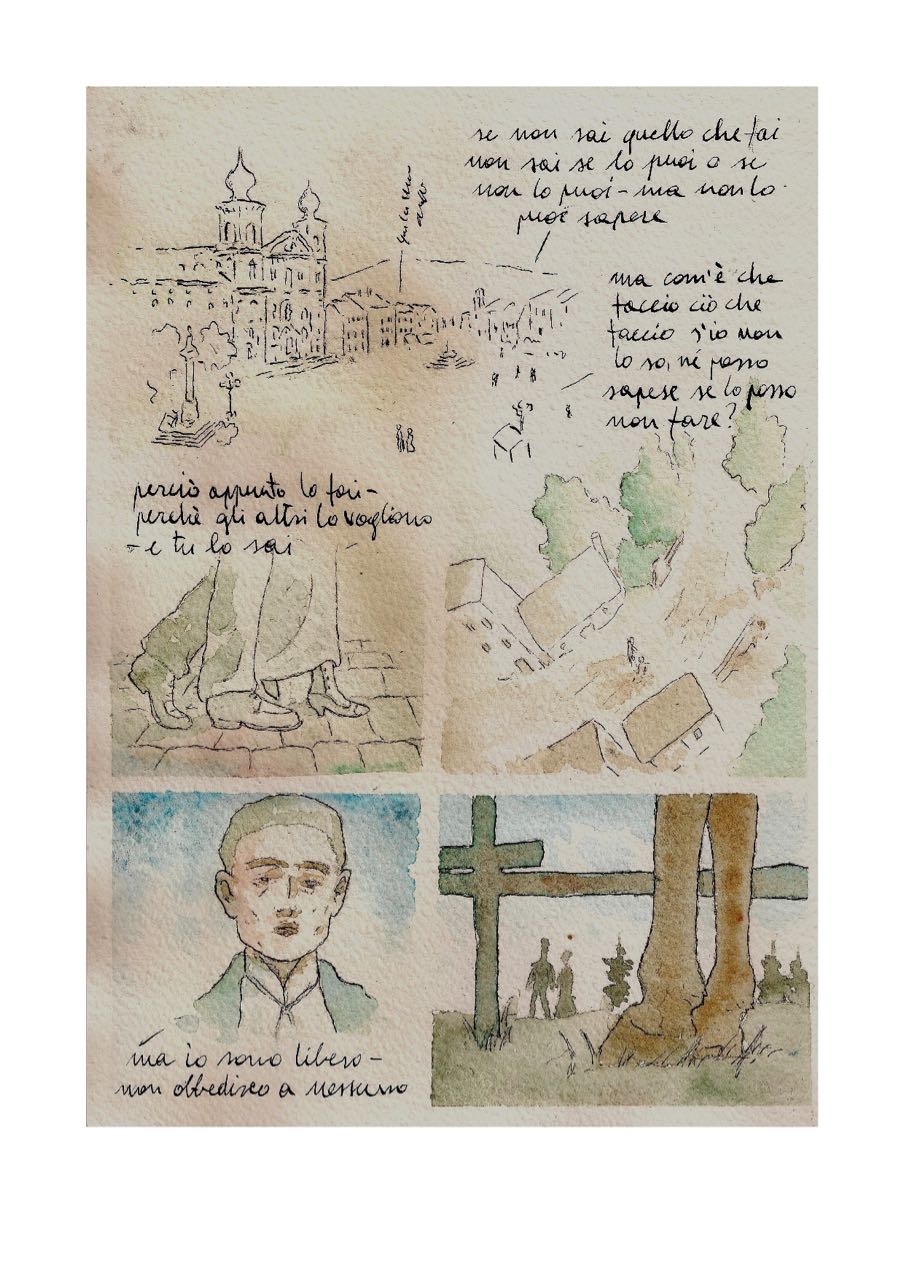 se non sai quello che fai
non sai se lo puoi o se
non lo puoi - ma non lo
puoi sapere
ma com'è che
faccio ciò che
faccio s'io non
lo so, né posso
sapere se lo posso
non fare?
perciò appunto lo fai -
perché gli altri lo vogliono
- e tu lo sai
ma io sono libero -
non obbedisco a nessuno